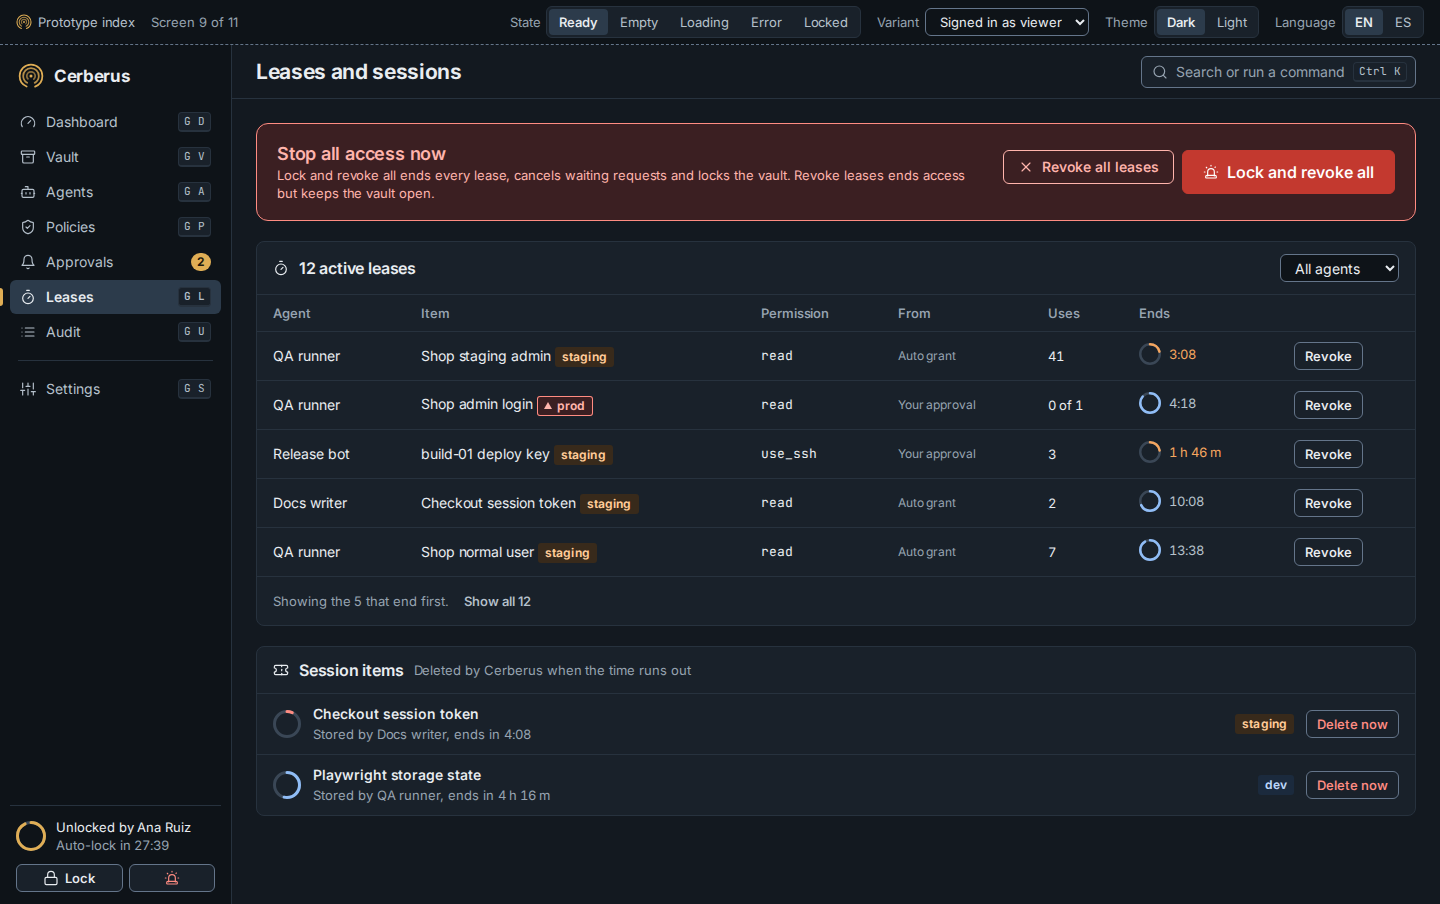 Prototype index Screen 9 of 11 State Ready Empty Loading Error Locked Variant Signed in as viewer Theme Dark Light Language EN ES
Cerberus
Dashboard G D
Vault G V
Agents G A
Policies G P
Approvals 2
Leases G L
Audit G U
Settings G S
Unlocked by Ana Ruiz
Auto-lock in 27:39
Lock
Leases and sessions
Search or run a command Ctrl K
Stop all access now
Lock and revoke all ends every lease, cancels waiting requests and locks the vault. Revoke leases ends access
but keeps the vault open.
Revoke all leases
Lock and revoke all
12 active leases All agents
Agent Item Permission From Uses Ends
QA runner Shop staging admin staging read Auto grant 41 3:08 Revoke
QA runner Shop admin login prod read Your approval 0 of 1 4:18 Revoke
Release bot build-01 deploy key staging use_ssh Your approval 3 1 h 46 m Revoke
Docs writer Checkout session token staging read Auto grant 2 10:08 Revoke
QA runner Shop normal user staging read Auto grant 7 13:38 Revoke
Showing the 5 that end first. Show all 12
Session items Deleted by Cerberus when the time runs out
Checkout session token
Stored by Docs writer, ends in 4:08
staging Delete now
Playwright storage state
Stored by QA runner, ends in 4 h 16 m
dev Delete now